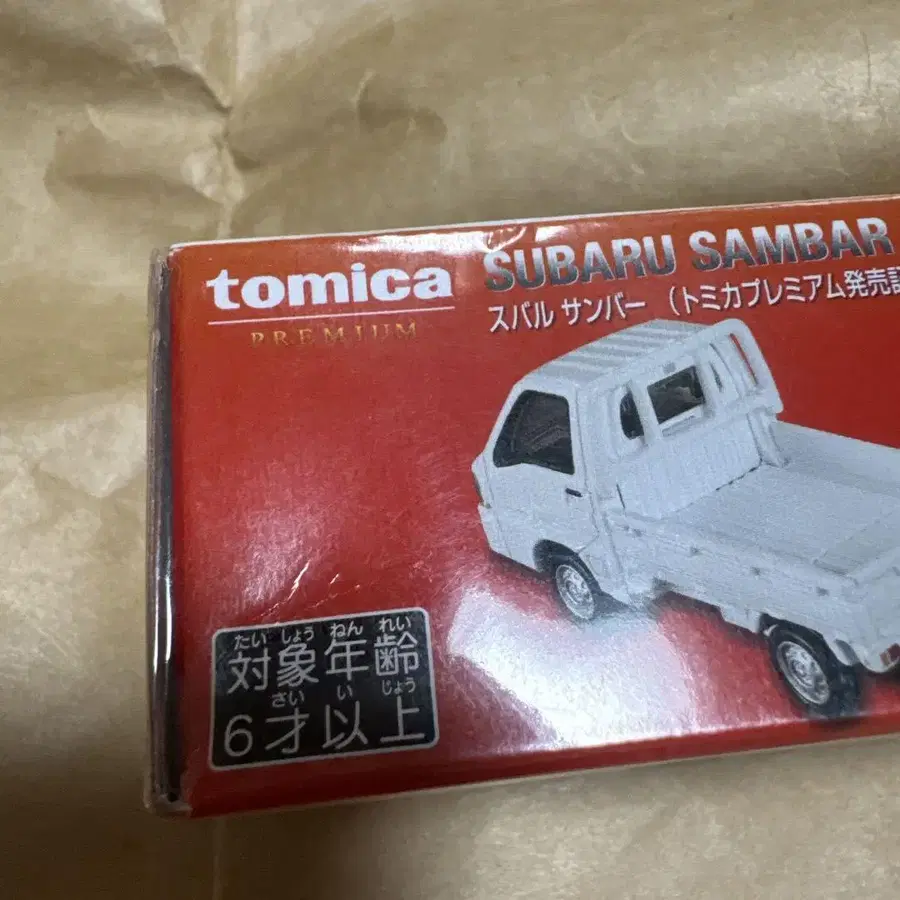 tomica
PREMIUM
SUBARU SAMBAR
スバル サンバー (トミカプレミアム発売記
たい しょう ねん れい
対象年齢
さい い じょう
6才以上